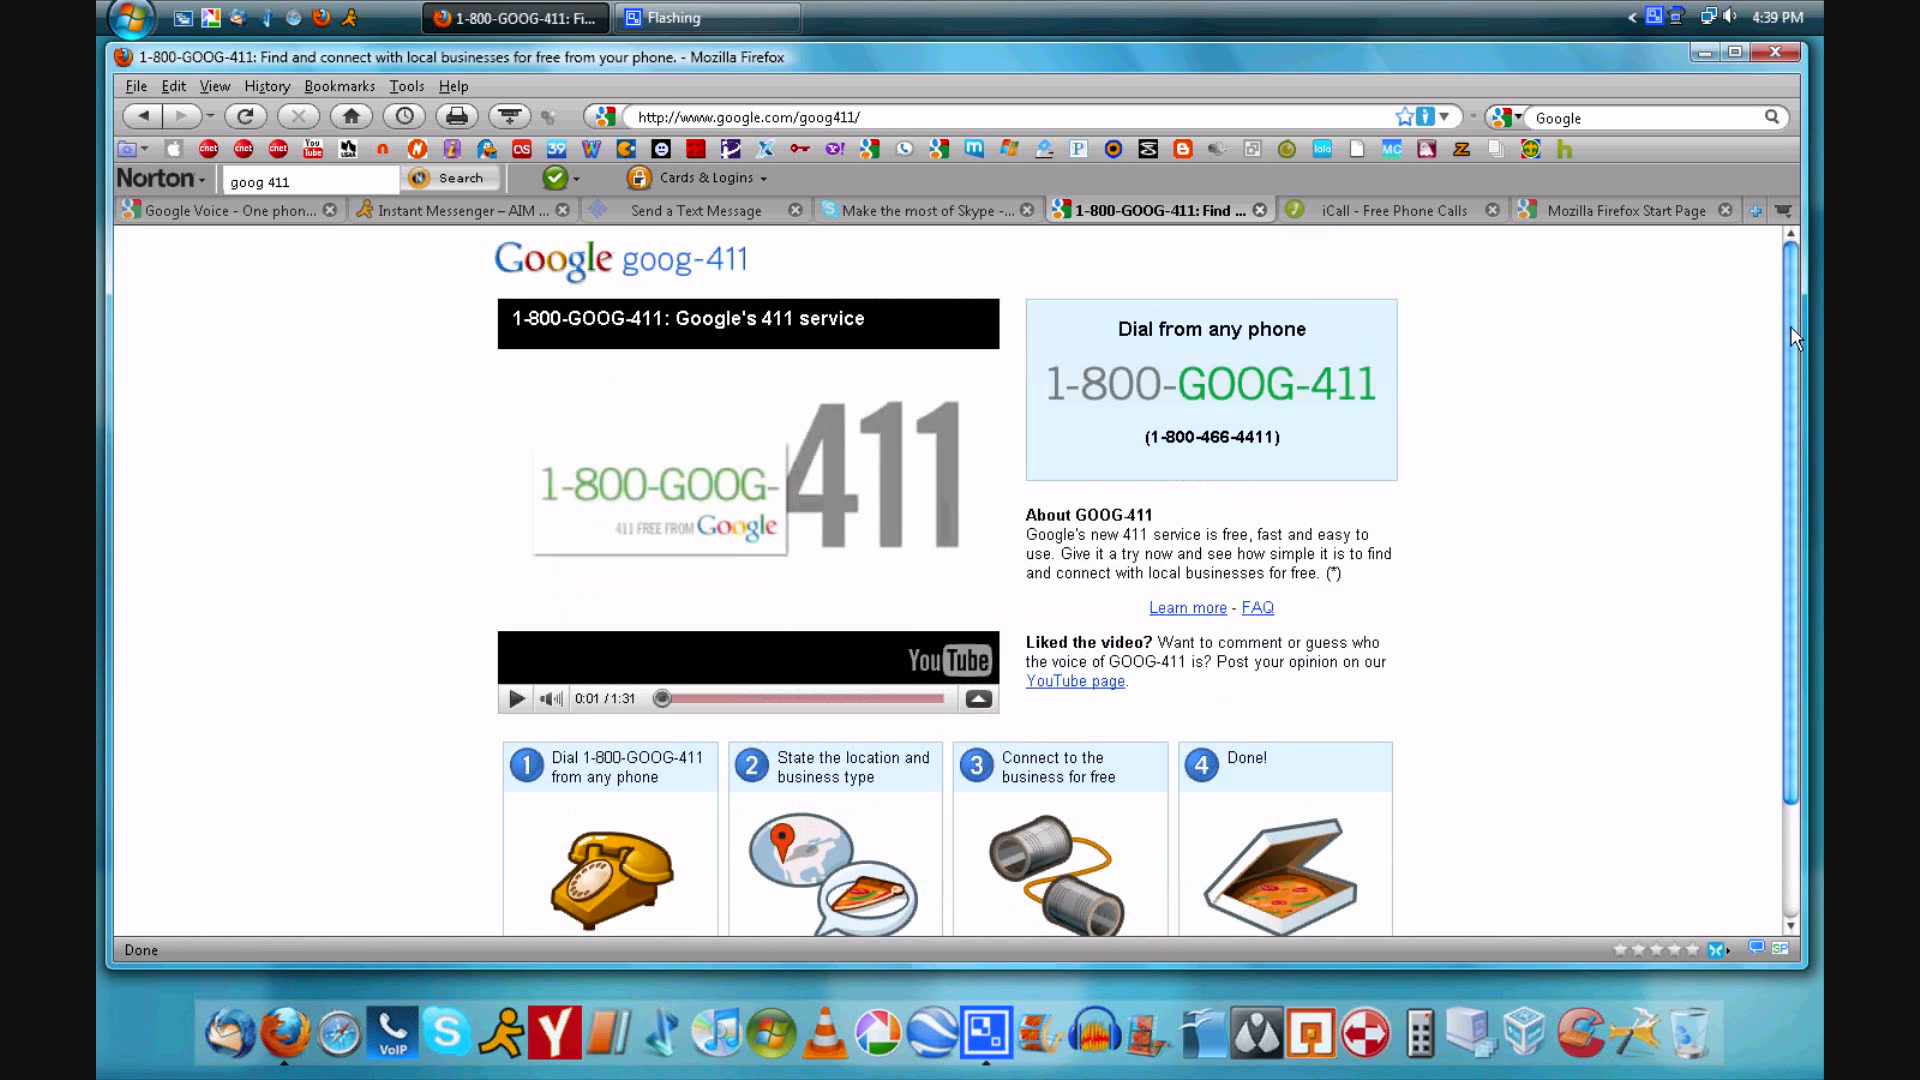 1-800-GOOG-411: Fi...
Flashing
4:39 PM
1-800-GOOG-411: Find and connect with local businesses for free from your phone. - Mozilla Firefox
File Edit View History Bookmarks Tools Help
http://www.google.com/goog411/
Google
cnet cnet cnet You Tube
39
lala
MC
Norton
goog 411
Search
Cards & Logins
Google Voice - One phon...
Instant Messenger – AIM ...
Send a Text Message
Make the most of Skype -...
1-800-GOOG-411: Find ...
iCall - Free Phone Calls
Mozilla Firefox Start Page
Google goog-411
1-800-GOOG-411: Google's 411 service
411
1-800-GOOG-
411 FREE FROM Google
YouTube
0:01 / 1:31
Dial from any phone
1-800-GOOG-411
(1-800-466-4411)
About GOOG-411
Google's new 411 service is free, fast and easy to
use. Give it a try now and see how simple it is to find
and connect with local businesses for free. (*)
Learn more - FAQ
Liked the video? Want to comment or guess who
the voice of GOOG-411 is? Post your opinion on our
YouTube page.
1 Dial 1-800-GOOG-411
from any phone
2 State the location and
business type
3 Connect to the
business for free
4 Done!
Done
SP
VoIP